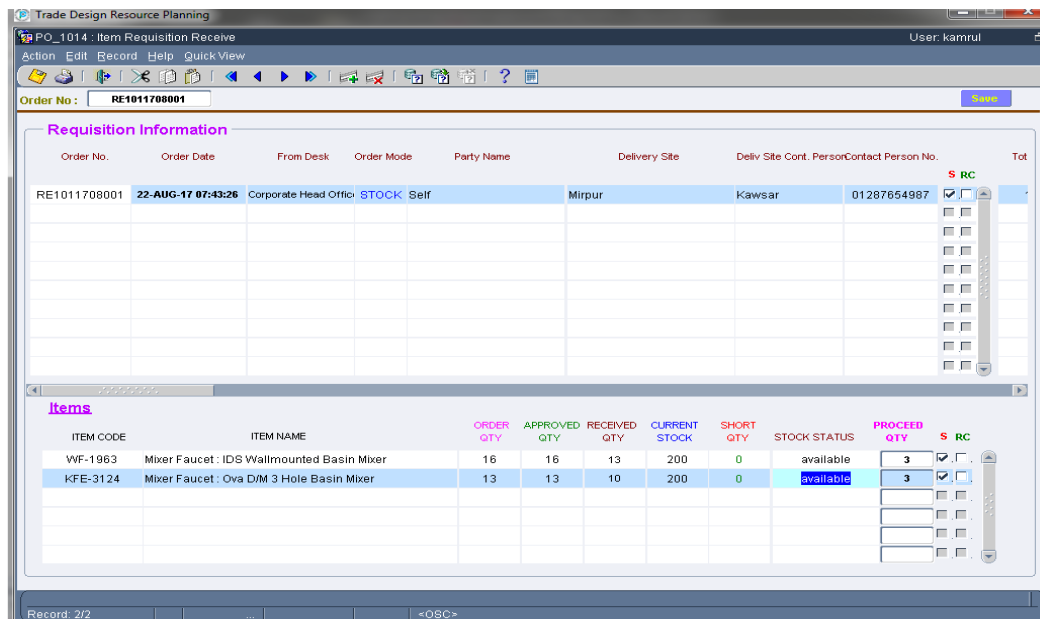 Trade Design Resource Planning
PO_1014 : Item Requisition Receive User: kamrul
Action Edit Record Help Quick View
Order No : RE1011708001 Save
Requisition Information
Order No. Order Date From Desk Order Mode Party Name Delivery Site Deliv Site Cont. Person Contact Person No. Tot
S RC
RE1011708001 22-AUG-17 07:43:26 Corporate Head Offic STOCK Self Mirpur Kawsar 01287654987
Items
ORDER APPROVED RECEIVED CURRENT SHORT PROCEED
ITEM CODE ITEM NAME QTY QTY QTY STOCK QTY STOCK STATUS QTY S RC
WF-1963 Mixer Faucet : IDS Wallmounted Basin Mixer 16 16 13 200 0 available 3
KFE-3124 Mixer Faucet : Ova D/M 3 Hole Basin Mixer 13 13 10 200 0 available 3
Record: 2/2 ... <OSC>